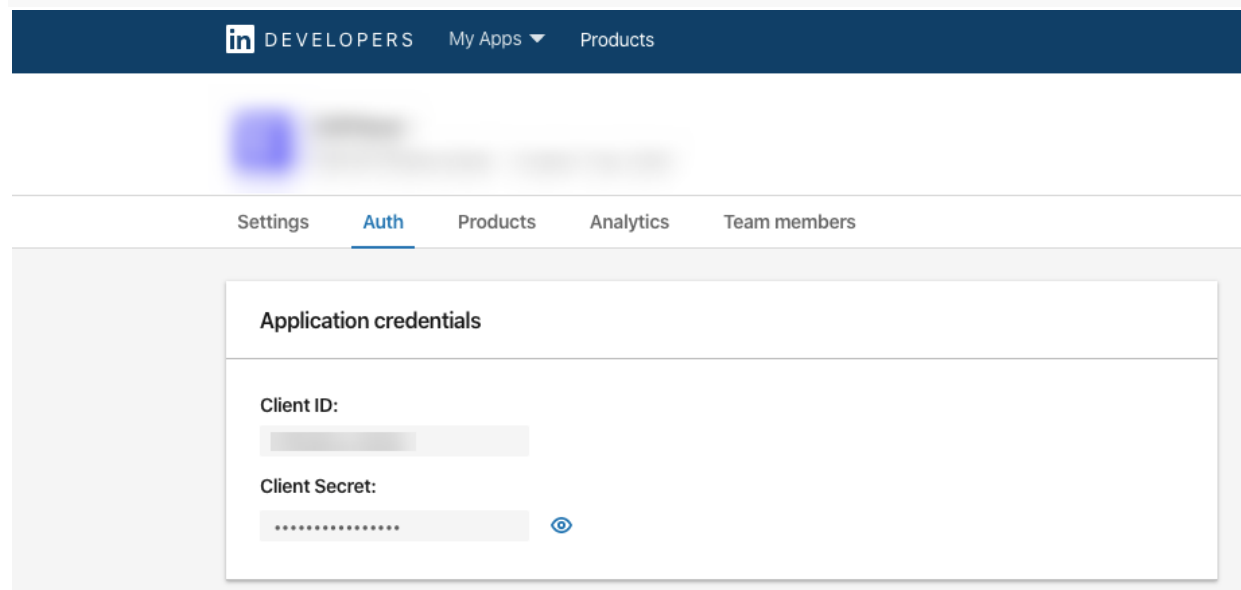 in DEVELOPERS My Apps Products
Settings Auth Products Analytics Team members
Application credentials
Client ID:
Client Secret:
••••••••••••••••